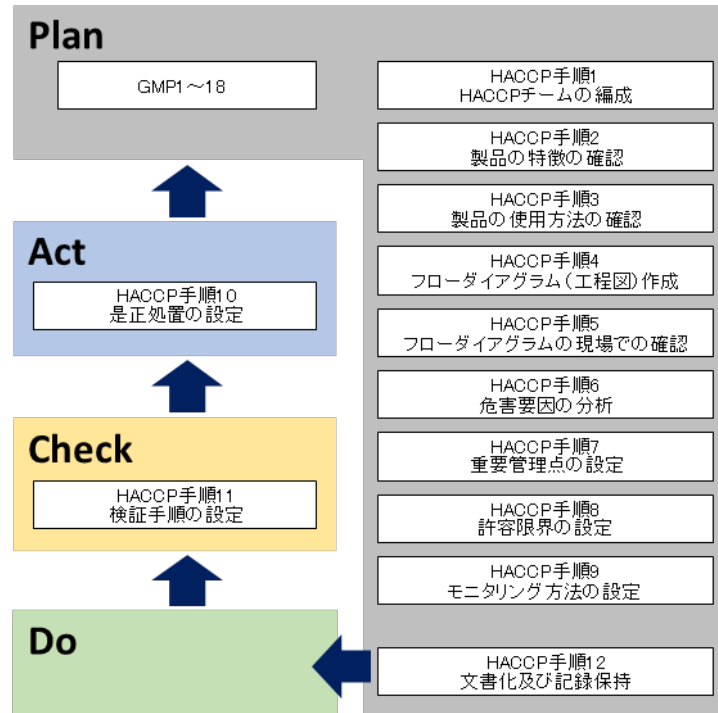 Plan
GMP1～18
HACCP手順1
HACCPチームの編成
HACCP手順2
製品の特徴の確認
HACCP手順3
製品の使用方法の確認
HACCP手順4
フローダイアグラム(工程図)作成
HACCP手順5
フローダイアグラムの現場での確認
HACCP手順6
危害要因の分析
HACCP手順7
重要管理点の設定
HACCP手順8
許容限界の設定
HACCP手順9
モニタリング方法の設定
HACCP手順12
文書化及び記録保持
Act
HACCP手順10
是正処置の設定
Check
HACCP手順11
検証手順の設定
Do